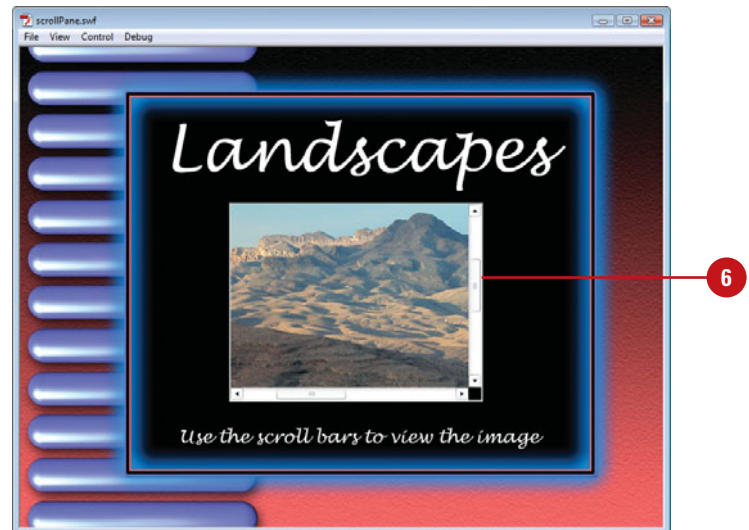 scrollPane.swf
File View Control Debug
Landscapes
6
Use the scroll bars to view the image